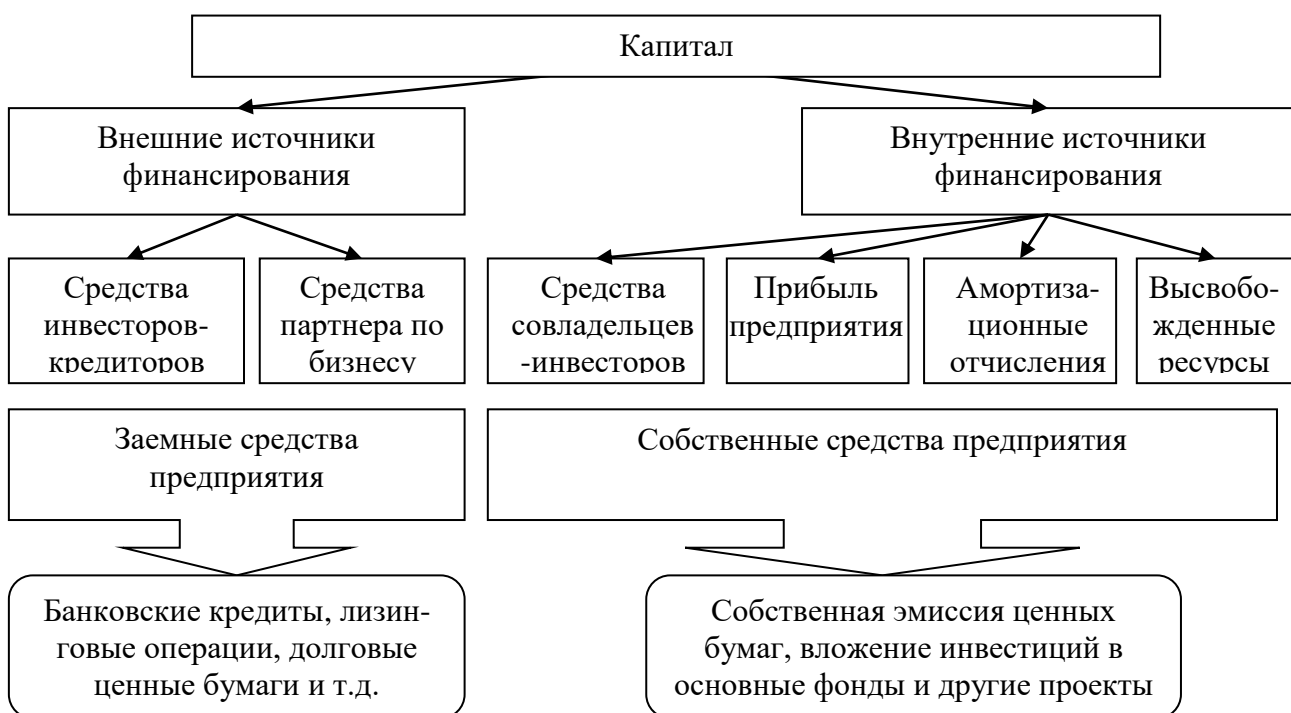 Капитал
Внешние источники
финансирования
Внутренние источники
финансирования
Средства
инвесторов-
кредиторов
Средства
партнера по
бизнесу
Средства
совладельцев
-инвесторов
Прибыль
предприятия
Амортиза-
ционные
отчисления
Высвобо-
жденные
ресурсы
Заемные средства
предприятия
Собственные средства предприятия
Банковские кредиты, лизин-
говые операции, долговые
ценные бумаги и т.д.
Собственная эмиссия ценных
бумаг, вложение инвестиций в
основные фонды и другие проекты